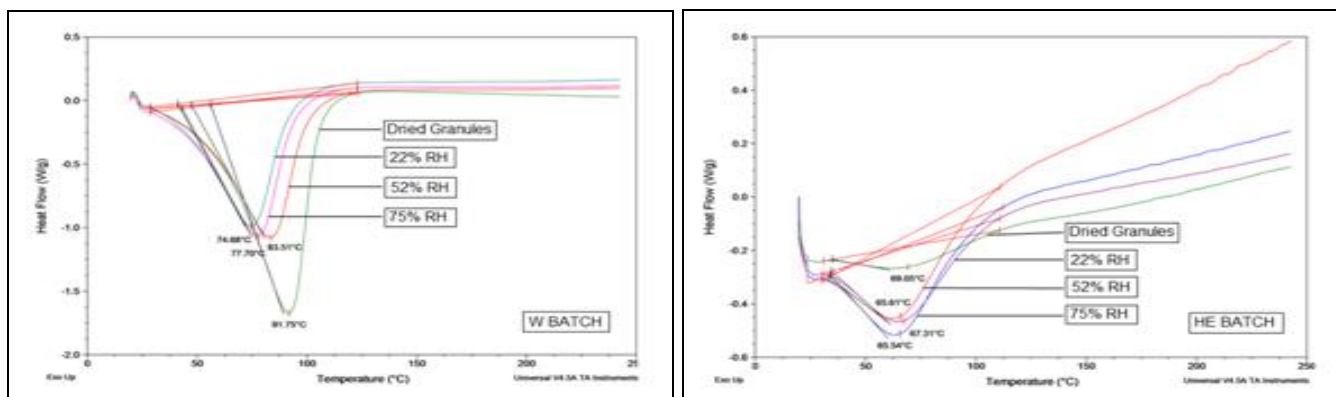 0.5
0.0
-0.5
-1.0
-1.5
-2.0
Heat Flow (W/g)
Dried Granules
22% RH
52% RH
75% RH
74.68°C
77.70°C
83.51°C
91.75°C
W BATCH
0
50
100
150
200
25
Exo Up
Temperature (°C)
Universal V4.5A TA Instruments
0.6
0.4
0.2
0.0
-0.2
-0.4
-0.6
Heat Flow (W/g)
Dried Granules
22% RH
52% RH
75% RH
69.05°C
65.61°C
67.31°C
65.54°C
HE BATCH
0
50
100
150
200
250
Exo Up
Temperature (°C)
Universal V4.5A TA Instruments